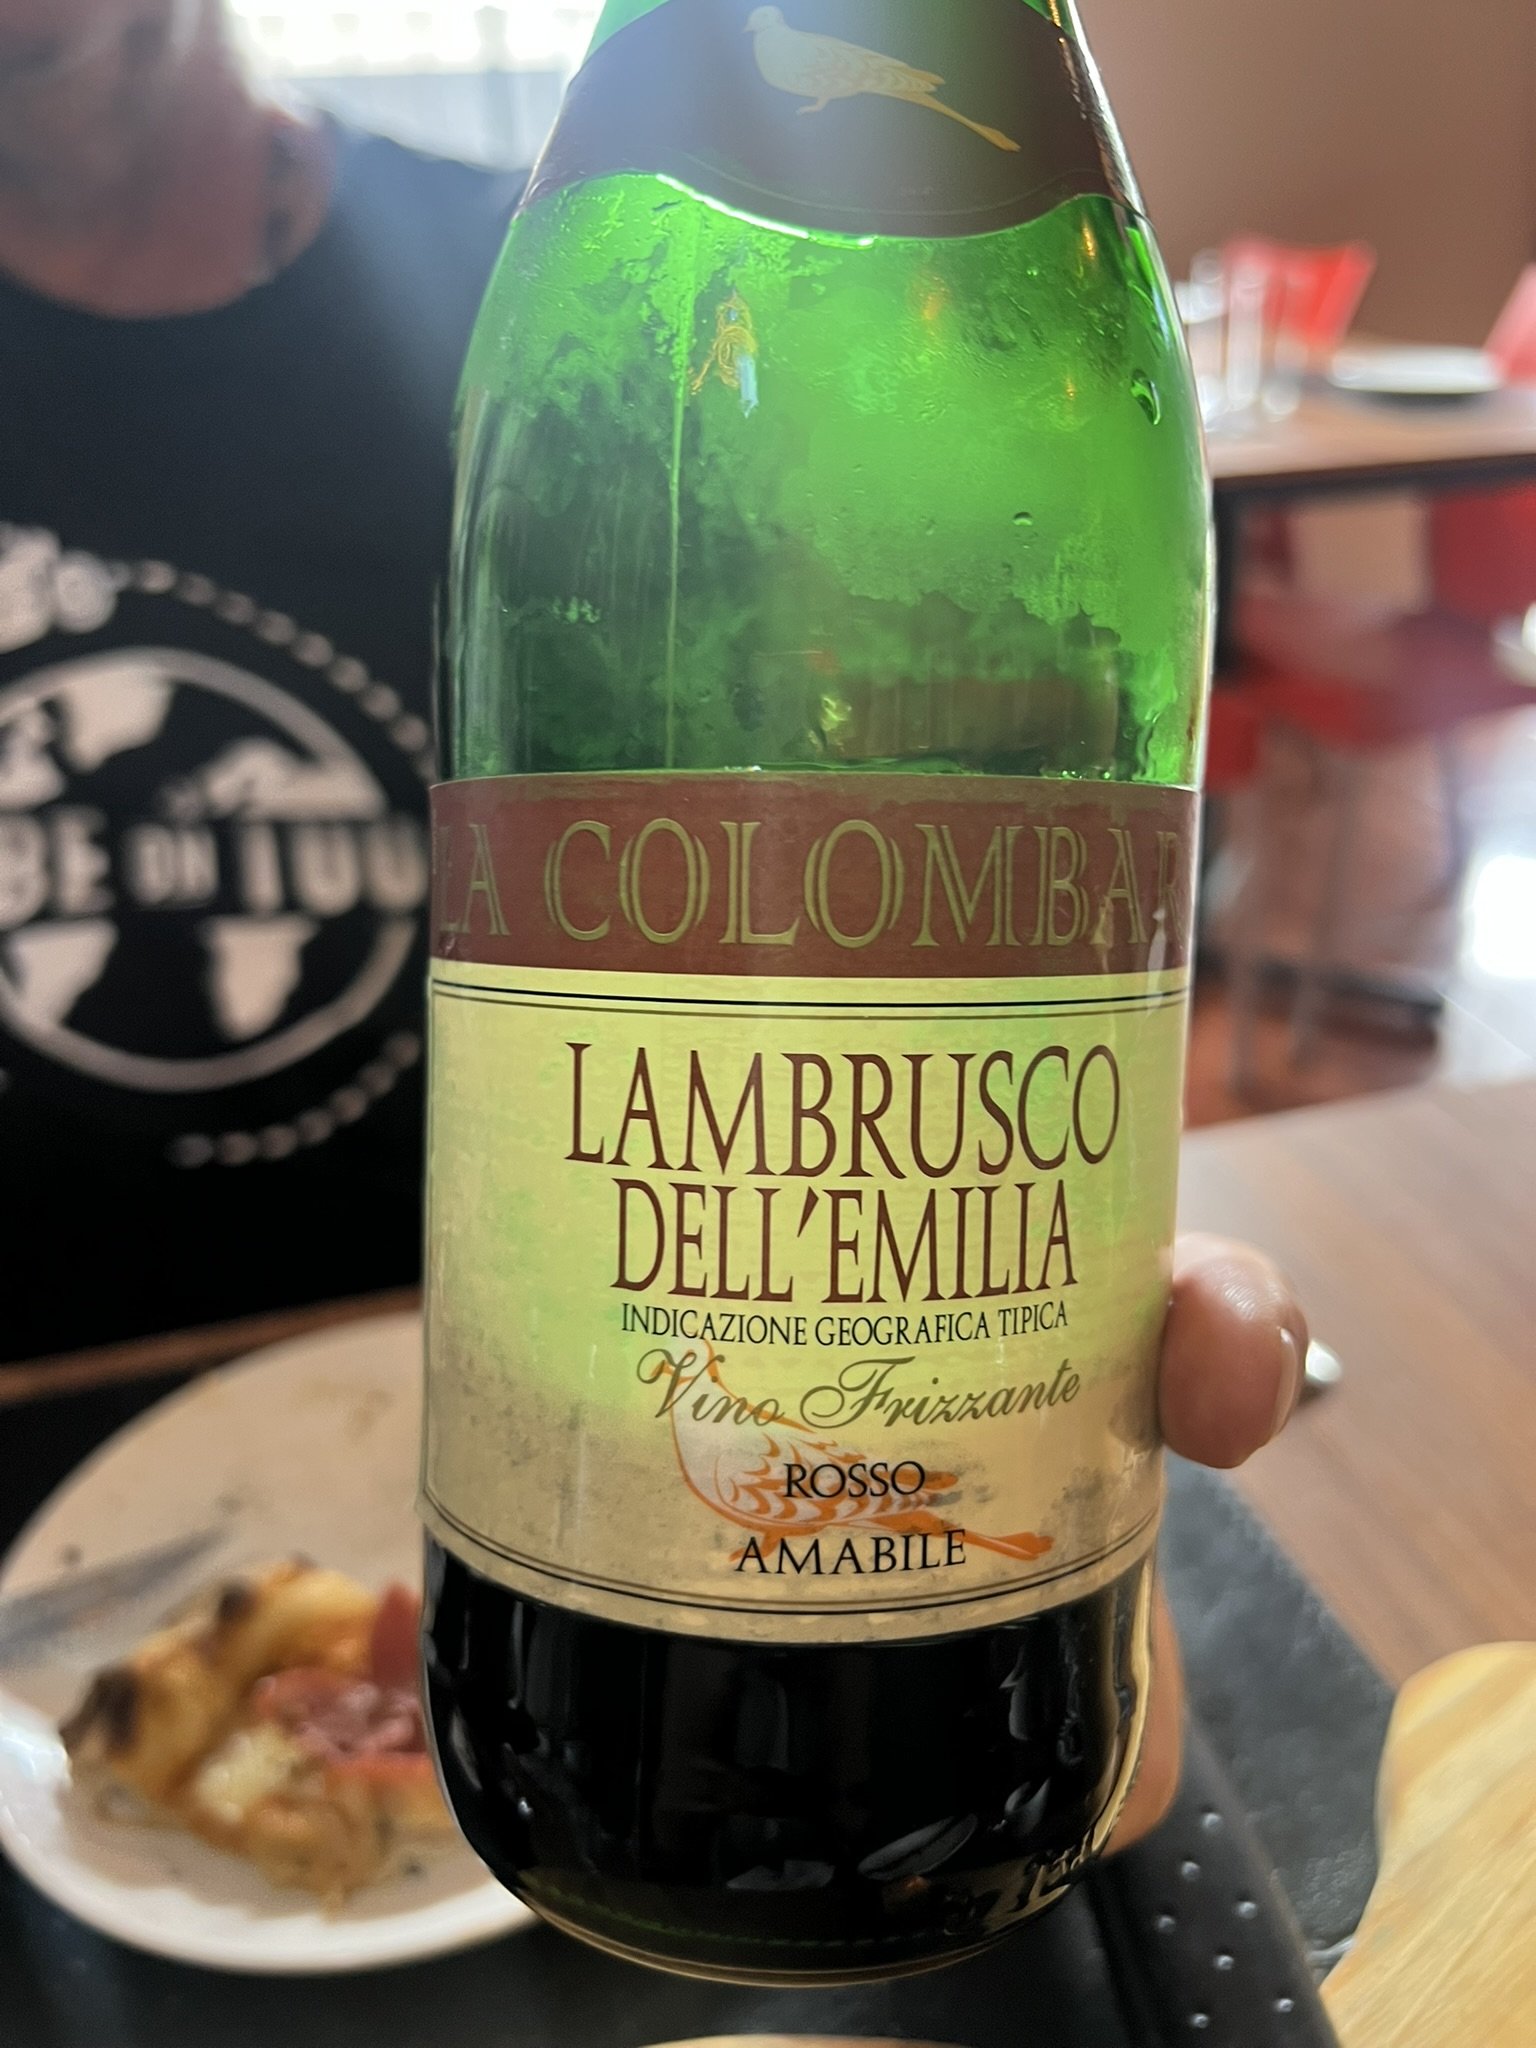 LA COLOMBAR
LAMBRUSCO
DELL'EMILIA
INDICAZIONE GEOGRAFICA TIPICA
Vino Frizzante
ROSSO
AMABILE